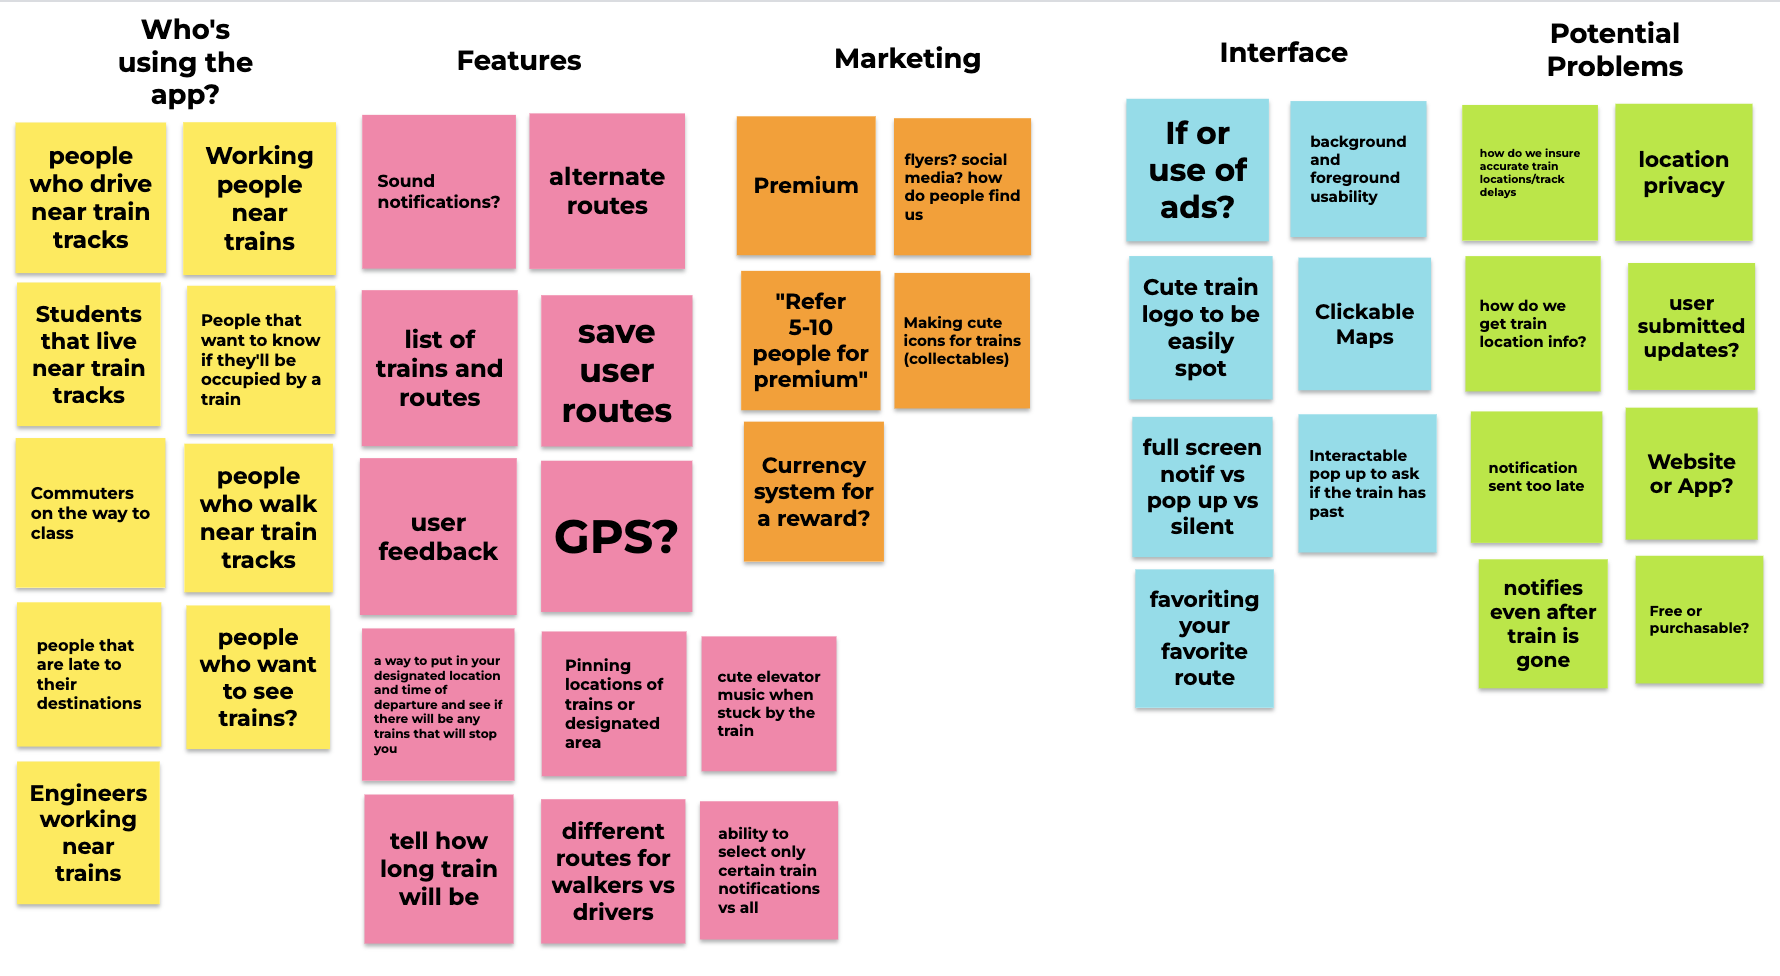 Who's
using the
app?
people
who drive
near train
tracks
Working
people
near
trains
Students
that live
near train
tracks
People that
want to know
if they'll be
occupied by a
train
Commuters
on the way to
class
people
who walk
near train
tracks
people that
are late to
their
destinations
people
who want
to see
trains?
Engineers
working
near
trains
Features
Sound
notifications?
alternate
routes
list of
trains and
routes
save
user
routes
user
feedback
GPS?
a way to put in your
designated location
and time of
departure and see if
there will be any
trains that will stop
you
Pinning
locations of
trains or
designated
area
cute elevator
music when
stuck by the
train
tell how
long train
will be
different
routes for
walkers vs
drivers
ability to
select only
certain train
notifications
vs all
Marketing
Premium
flyers? social
media? how
do people find
us
"Refer
5-10
people for
premium"
Making cute
icons for trains
(collectables)
Currency
system for
a reward?
Interface
If or
use of
ads?
background
and
foreground
usability
Cute train
logo to be
easily
spot
Clickable
Maps
full screen
notif vs
pop up vs
silent
Interactable
pop up to ask
if the train has
past
favoriting
your
favorite
route
Potential
Problems
how do we insure
accurate train
locations/track
delays
location
privacy
how do we
get train
location info?
user
submitted
updates?
notification
sent too late
Website
or App?
notifies
even after
train is
gone
Free or
purchasable?